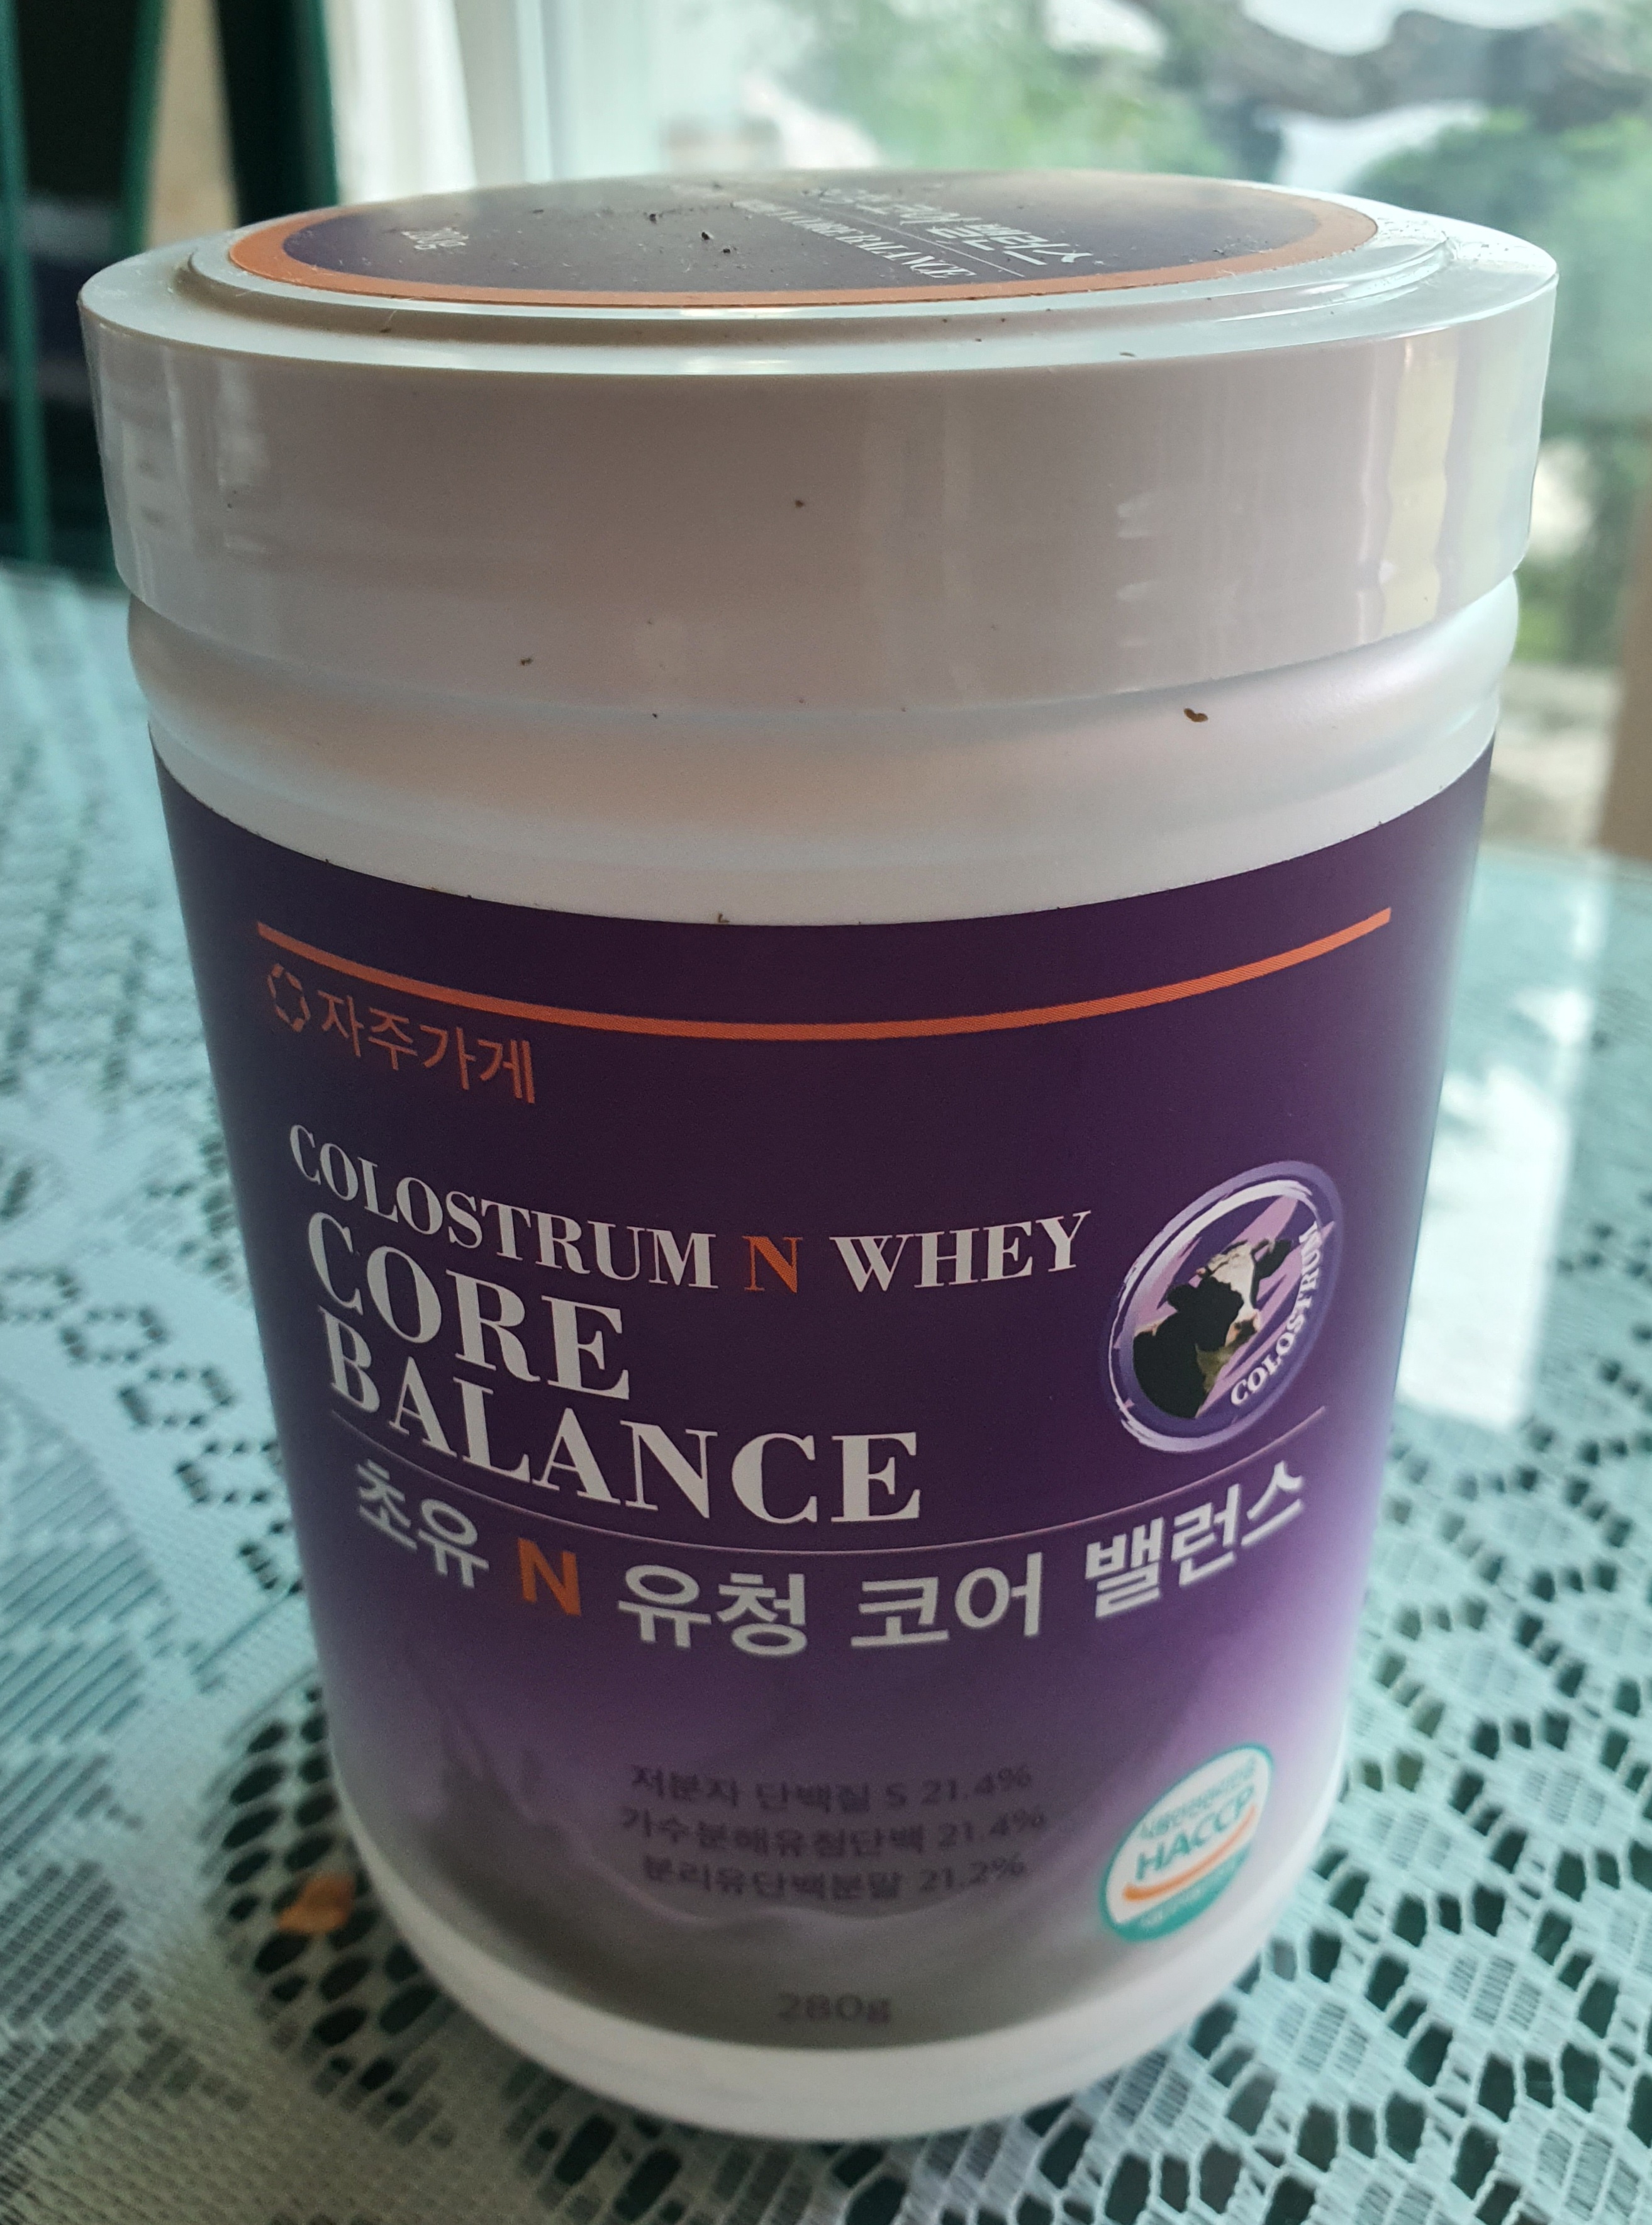 BALANCE
280g
자주가게
COLOSTRUM N WHEY
CORE
BALANCE
COLOSTRUM
초유 N 유청 코어 밸런스
저분자 단백질 S 21.4%
가수분해유청단백 21.4%
분리유단백분말 21.2%
HACCP
280g